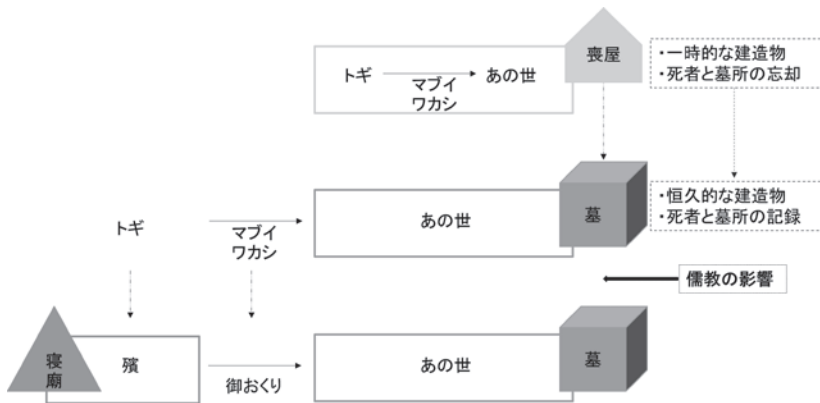 喪屋
・一時的な建造物
・死者と墓所の忘却
トギ
マブイ
ワカシ
あの世
・恒久的な建造物
・死者と墓所の記録
トギ
マブイ
ワカシ
あの世
墓
儒教の影響
寝
廟
殯
御おくり
あの世
墓